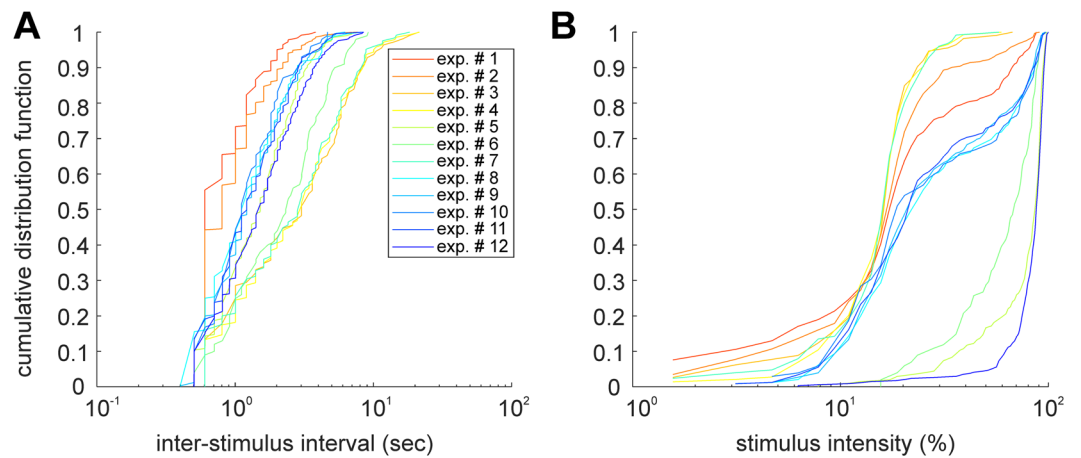 A
B
cumulative distribution function
1
0.9
0.8
0.7
0.6
0.5
0.4
0.3
0.2
0.1
0
10⁻¹
10⁰
10¹
10²
inter-stimulus interval (sec)
exp. # 1
exp. # 2
exp. # 3
exp. # 4
exp. # 5
exp. # 6
exp. # 7
exp. # 8
exp. # 9
exp. # 10
exp. # 11
exp. # 12
1
0.9
0.8
0.7
0.6
0.5
0.4
0.3
0.2
0.1
0
10⁰
10¹
10²
stimulus intensity (%)